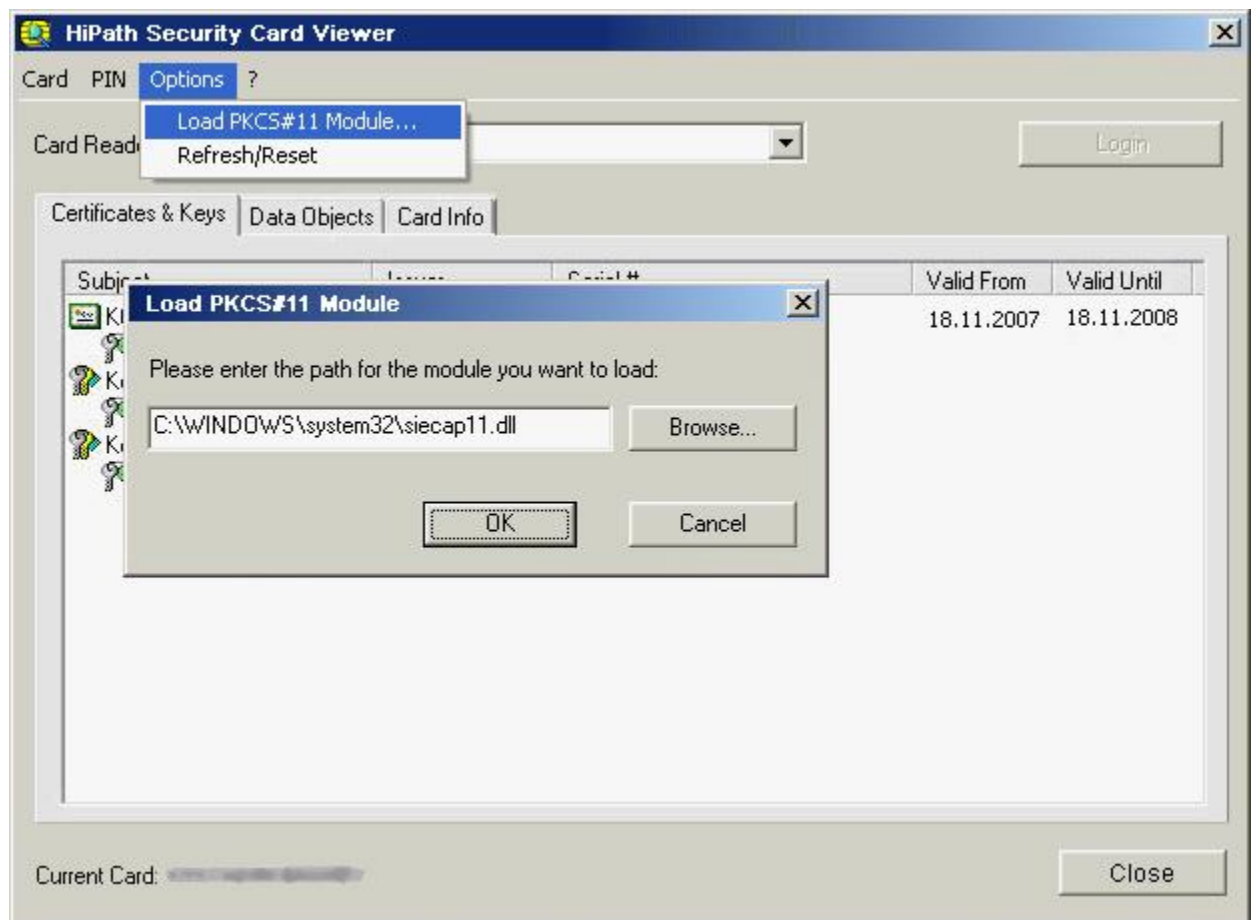 HiPath Security Card Viewer
Card PIN Options ?
Load PKCS#11 Module...
Card
Login
Refresh/Reset
Certificates & Keys Data Objects Card Info
Valid From Valid Until
Load PKCS#11 Module
18.11.2007 18.11.2008
Please enter the path for the module you want to load:
C:\WINDOWS\system32\siecap11.dll Browse...
OK Cancel
Current Card:
Close